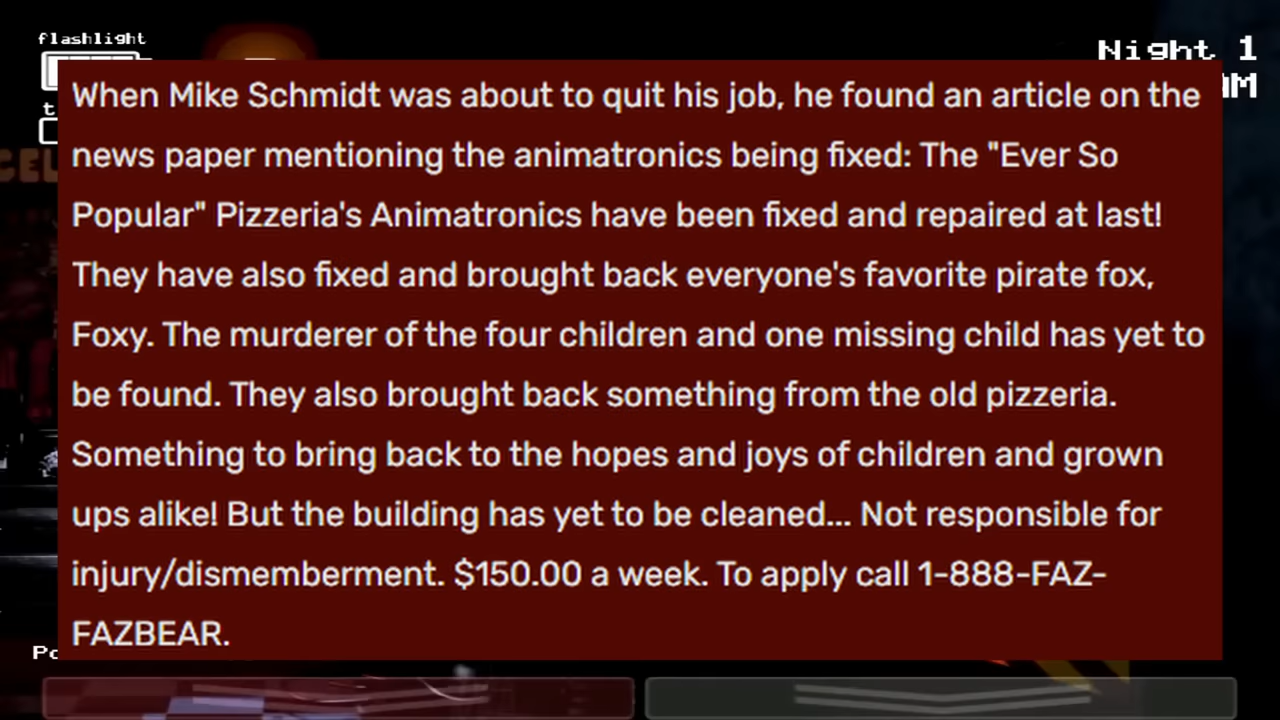 flashlight
Night 1
AM
When Mike Schmidt was about to quit his job, he found an article on the
news paper mentioning the animatronics being fixed: The "Ever So
Popular" Pizzeria's Animatronics have been fixed and repaired at last!
They have also fixed and brought back everyone's favorite pirate fox,
Foxy. The murderer of the four children and one missing child has yet to
be found. They also brought back something from the old pizzeria.
Something to bring back to the hopes and joys of children and grown
ups alike! But the building has yet to be cleaned... Not responsible for
injury/dismemberment. $150.00 a week. To apply call 1-888-FAZ-
FAZBEAR.